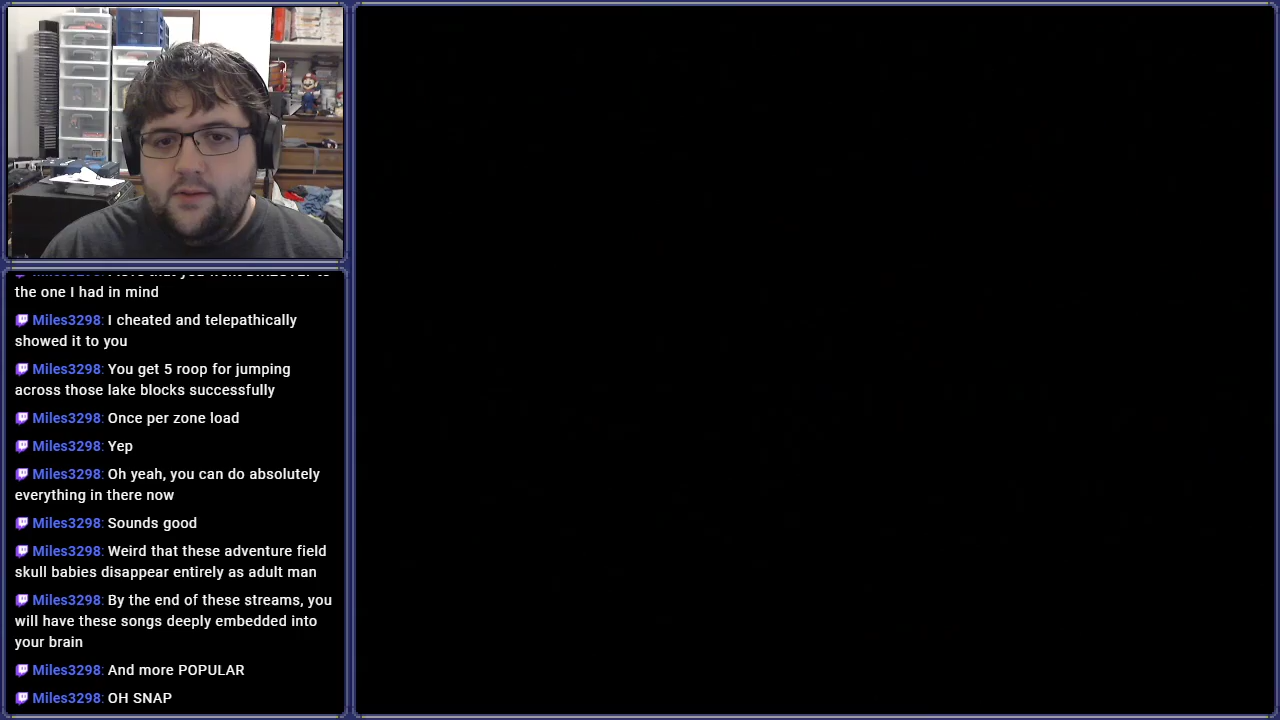 the one I had in mind
Miles3298: I cheated and telepathically
showed it to you
Miles3298: You get 5 roop for jumping
across those lake blocks successfully
Miles3298: Once per zone load
Miles3298: Yep
Miles3298: Oh yeah, you can do absolutely
everything in there now
Miles3298: Sounds good
Miles3298: Weird that these adventure field
skull babies disappear entirely as adult man
Miles3298: By the end of these streams, you
will have these songs deeply embedded into
your brain
Miles3298: And more POPULAR
Miles3298: OH SNAP